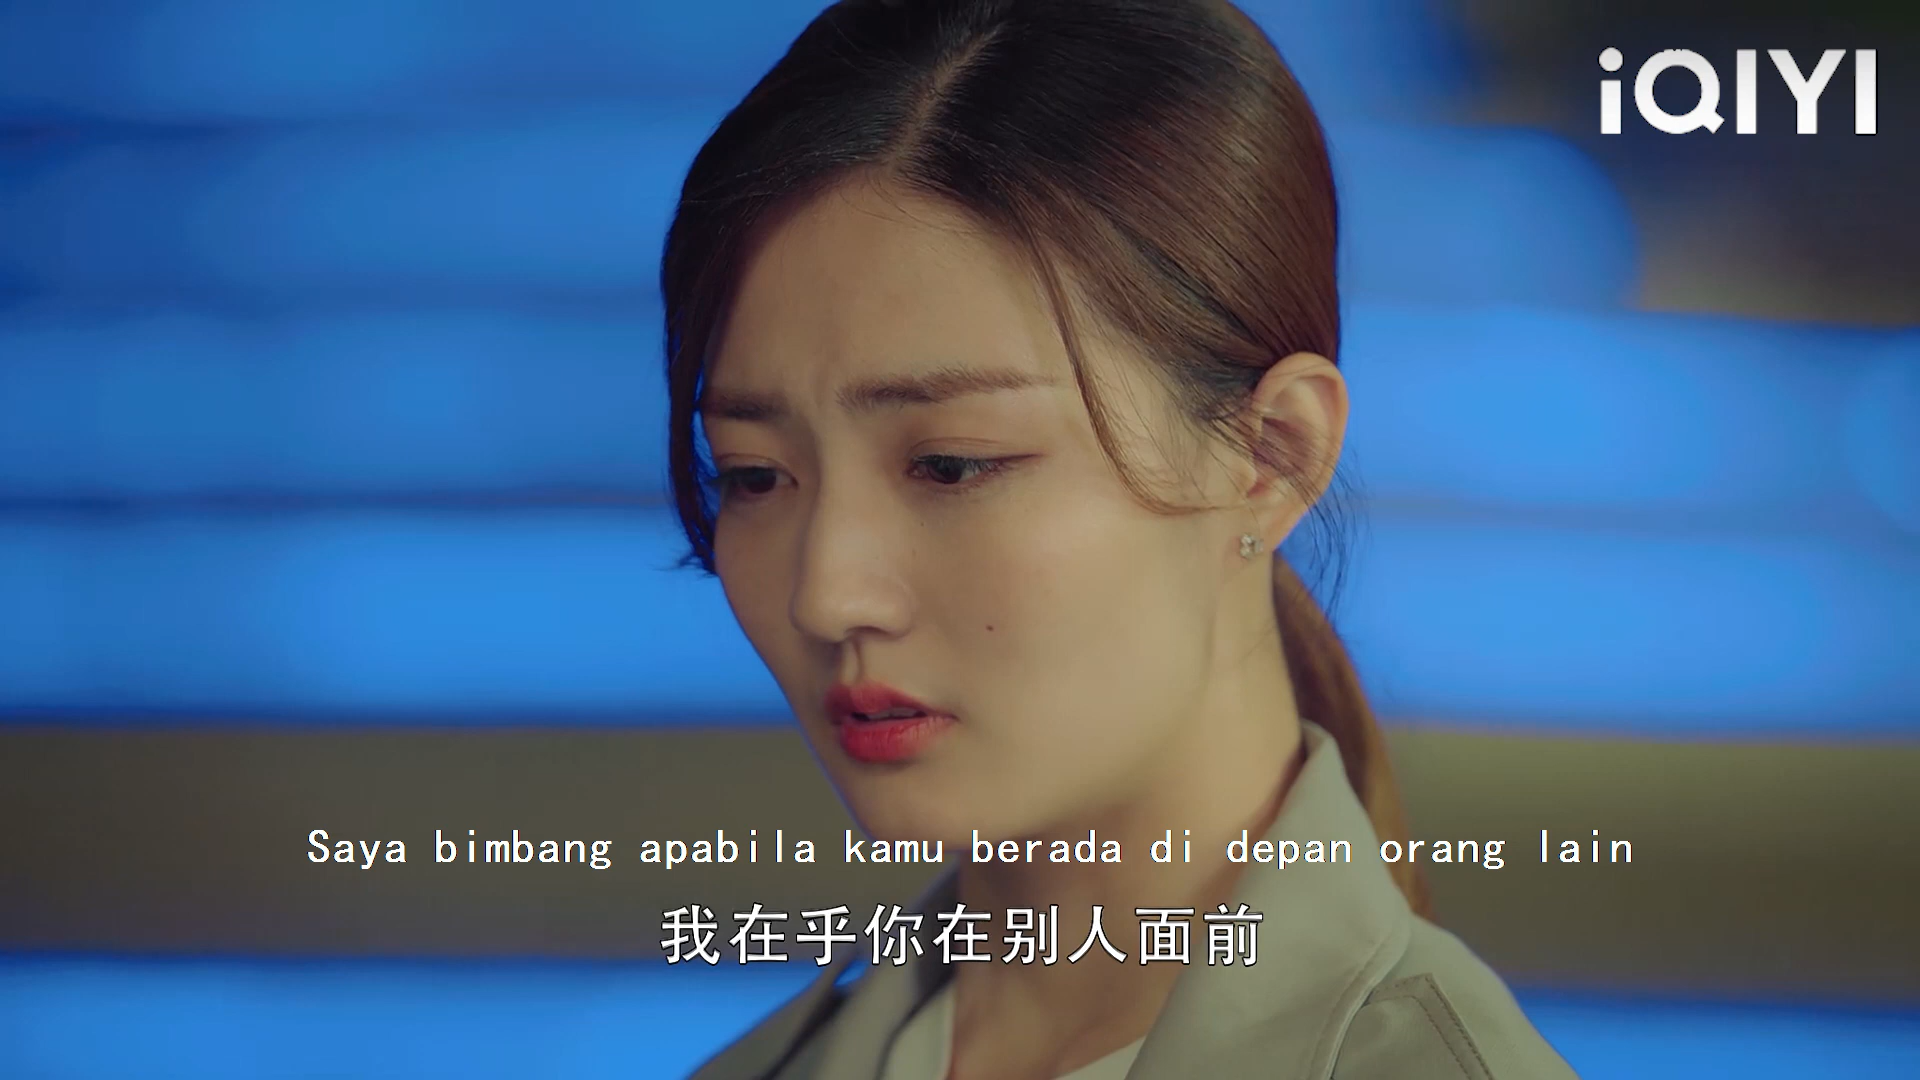 iQIYI
Saya bimbang apabila kamu berada di depan orang lain
我在乎你在别人面前